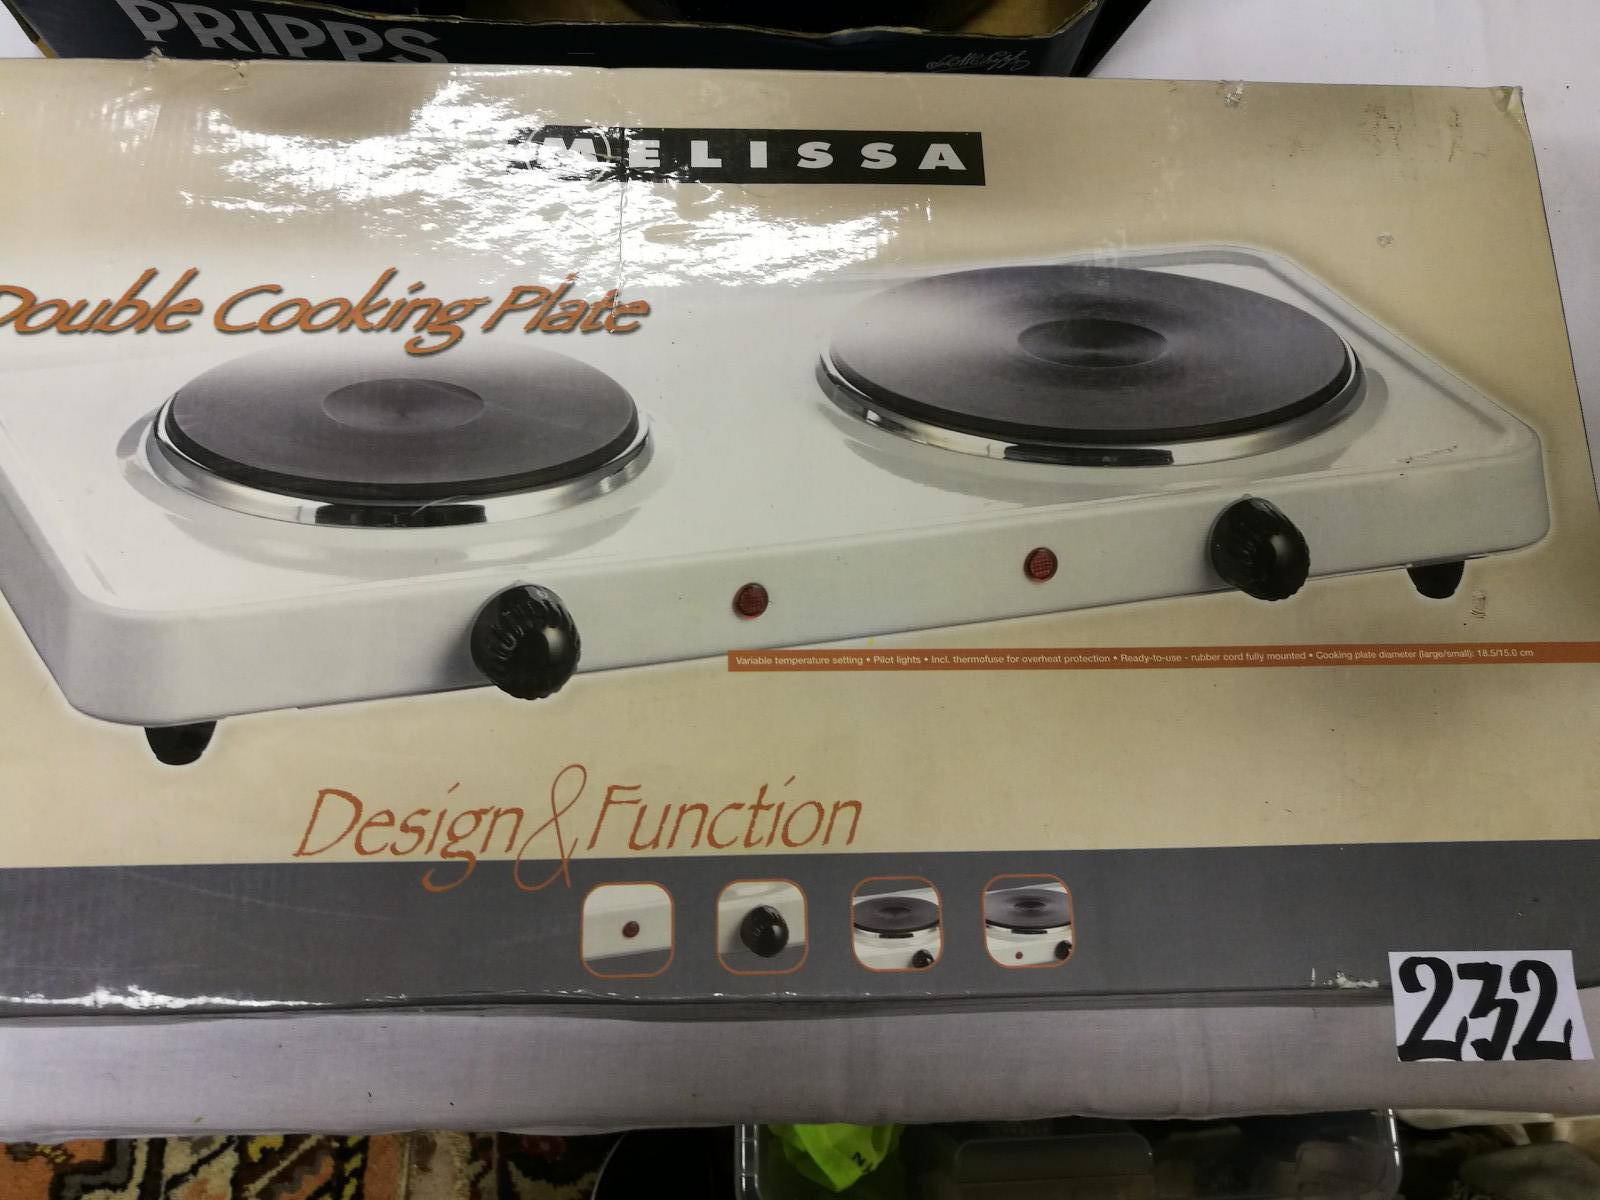 PRIPPS
MELISSA
Double Cooking Plate
Variable temperature setting • Pilot lights • Incl. thermofuse for overheat protection • Ready-to-use - rubber cord fully mounted • Cooking plate diameter (large/small): 18.5/15.0 cm
Design & Function
232